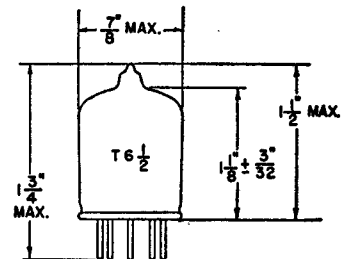 7/8" MAX.
T 6 1/2
1 3/4" MAX.
1 1/8" ± 3/32"
1 1/2" MAX.